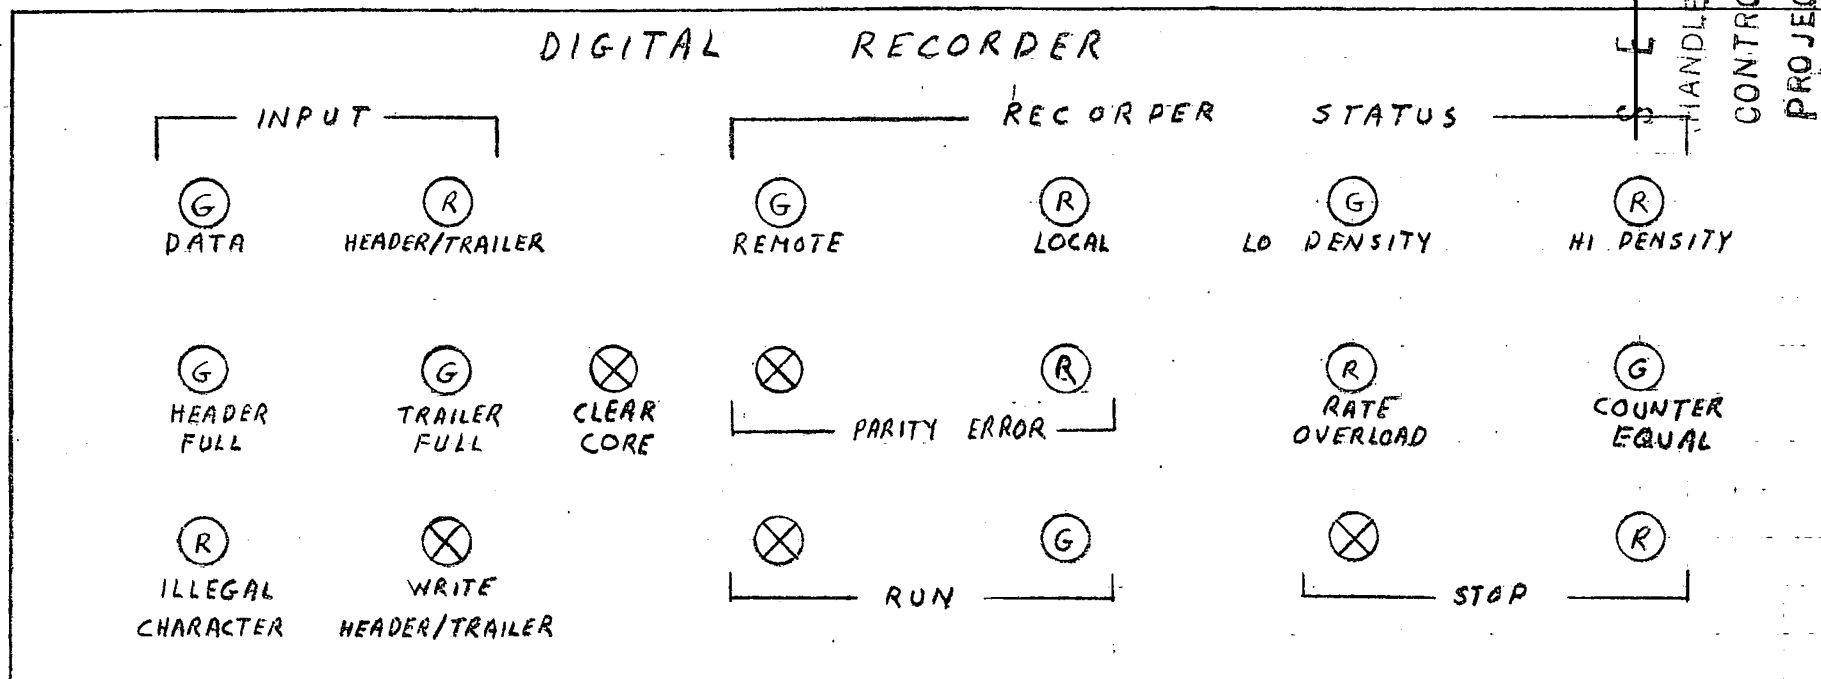 DIGITAL RECORDER
INPUT RECORDER STATUS
G R G R G R
DATA HEADER/TRAILER REMOTE LOCAL LO DENSITY HI DENSITY
G G R R G
HEADER FULL TRAILER FULL CLEAR CORE PARITY ERROR RATE OVERLOAD COUNTER EQUAL
R G R
ILLEGAL CHARACTER WRITE HEADER/TRAILER RUN STOP
S E
HANDLE
CONTRO
PROJEC